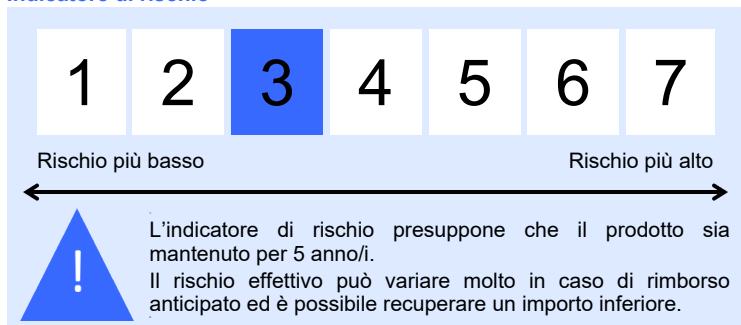 Indicatore di rischio
1 2 3 4 5 6 7
Rischio più basso Rischio più alto
!
L'indicatore di rischio presuppone che il prodotto sia
mantenuto per 5 anno/i.
Il rischio effettivo può variare molto in caso di rimborso
anticipato ed è possibile recuperare un importo inferiore.